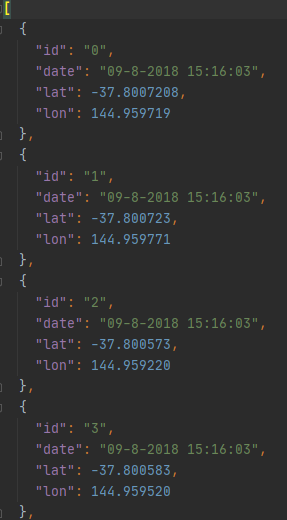 [
{
"id": "0",
"date": "09-8-2018 15:16:03",
"lat": -37.8007208,
"lon": 144.959719
},
{
"id": "1",
"date": "09-8-2018 15:16:03",
"lat": -37.800723,
"lon": 144.959771
},
{
"id": "2",
"date": "09-8-2018 15:16:03",
"lat": -37.800573,
"lon": 144.959220
},
{
"id": "3",
"date": "09-8-2018 15:16:03",
"lat": -37.800583,
"lon": 144.959520
},